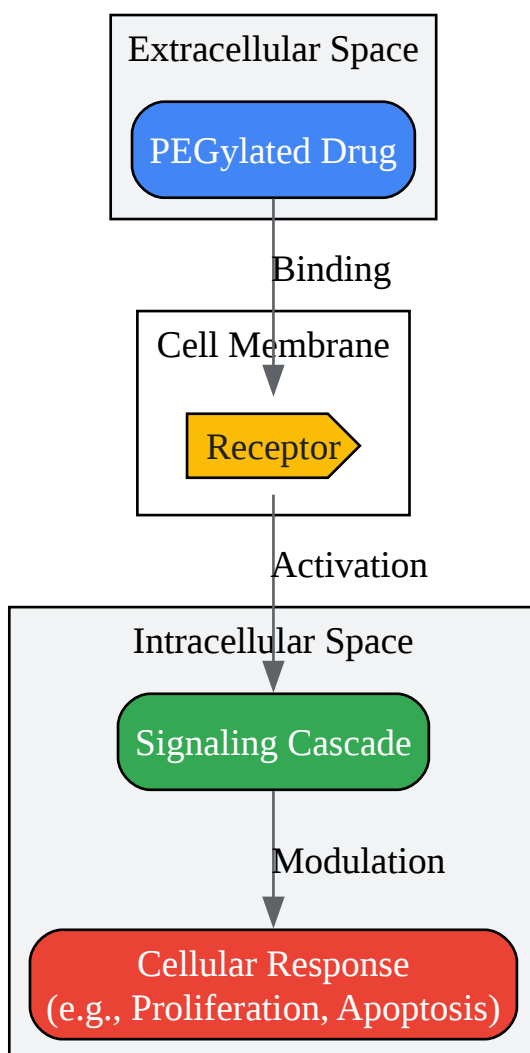 Extracellular Space
PEGylated Drug
Binding
Cell Membrane
Receptor
Activation
Intracellular Space
Signaling Cascade
Modulation
Cellular Response
(e.g., Proliferation, Apoptosis)